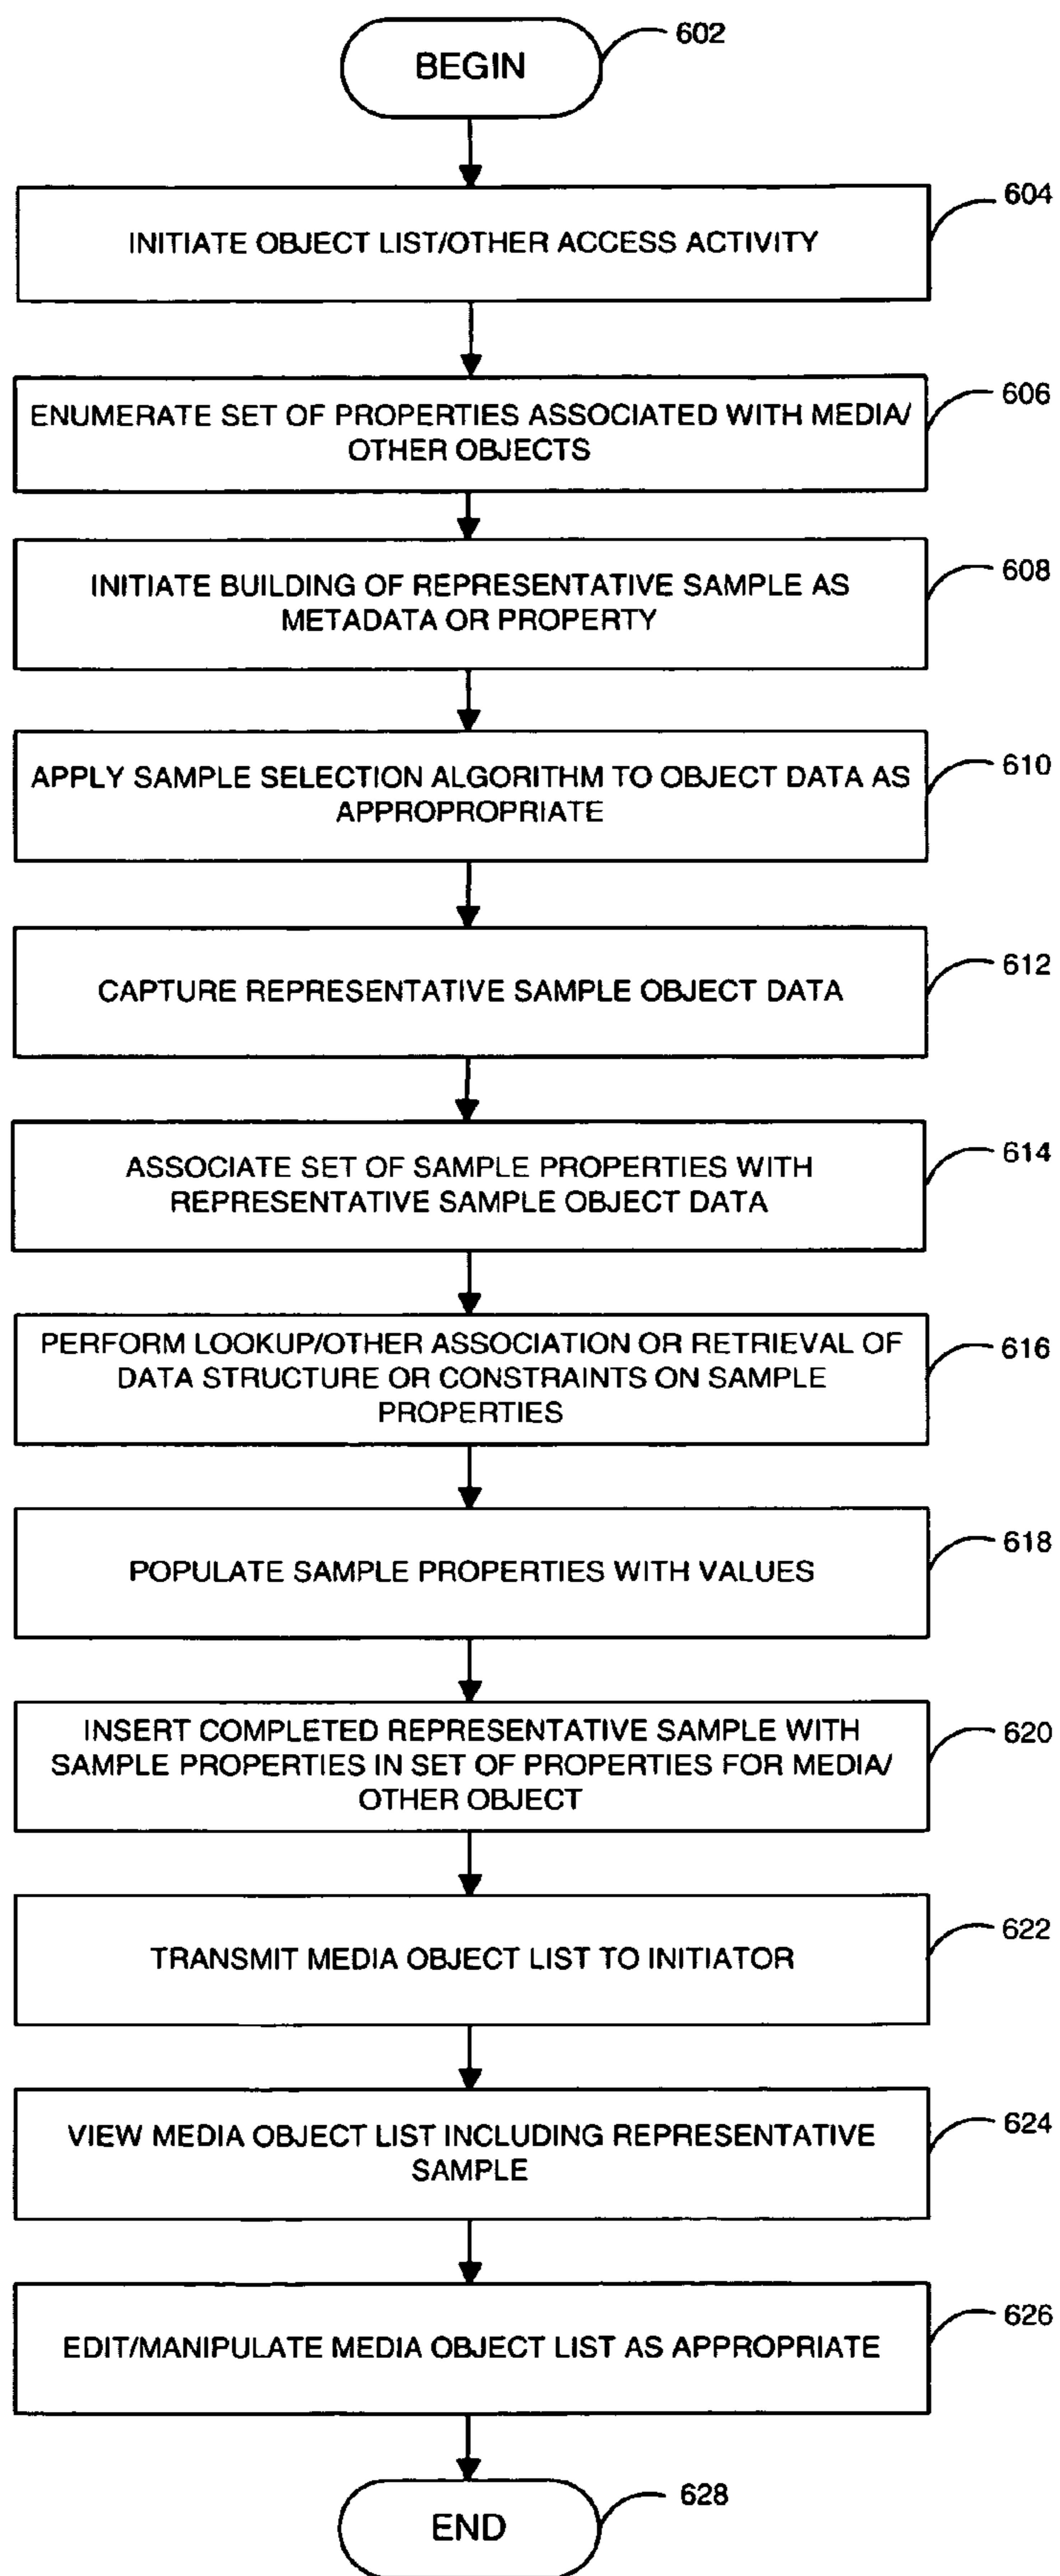 BEGIN
602
INITIATE OBJECT LIST/OTHER ACCESS ACTIVITY
604
ENUMERATE SET OF PROPERTIES ASSOCIATED WITH MEDIA/
OTHER OBJECTS
606
INITIATE BUILDING OF REPRESENTATIVE SAMPLE AS
METADATA OR PROPERTY
608
APPLY SAMPLE SELECTION ALGORITHM TO OBJECT DATA AS
APPROPROPRIATE
610
CAPTURE REPRESENTATIVE SAMPLE OBJECT DATA
612
ASSOCIATE SET OF SAMPLE PROPERTIES WITH
REPRESENTATIVE SAMPLE OBJECT DATA
614
PERFORM LOOKUP/OTHER ASSOCIATION OR RETRIEVAL OF
DATA STRUCTURE OR CONSTRAINTS ON SAMPLE
PROPERTIES
616
POPULATE SAMPLE PROPERTIES WITH VALUES
618
INSERT COMPLETED REPRESENTATIVE SAMPLE WITH
SAMPLE PROPERTIES IN SET OF PROPERTIES FOR MEDIA/
OTHER OBJECT
620
TRANSMIT MEDIA OBJECT LIST TO INITIATOR
622
VIEW MEDIA OBJECT LIST INCLUDING REPRESENTATIVE
SAMPLE
624
EDIT/MANIPULATE MEDIA OBJECT LIST AS APPROPRIATE
626
END
628